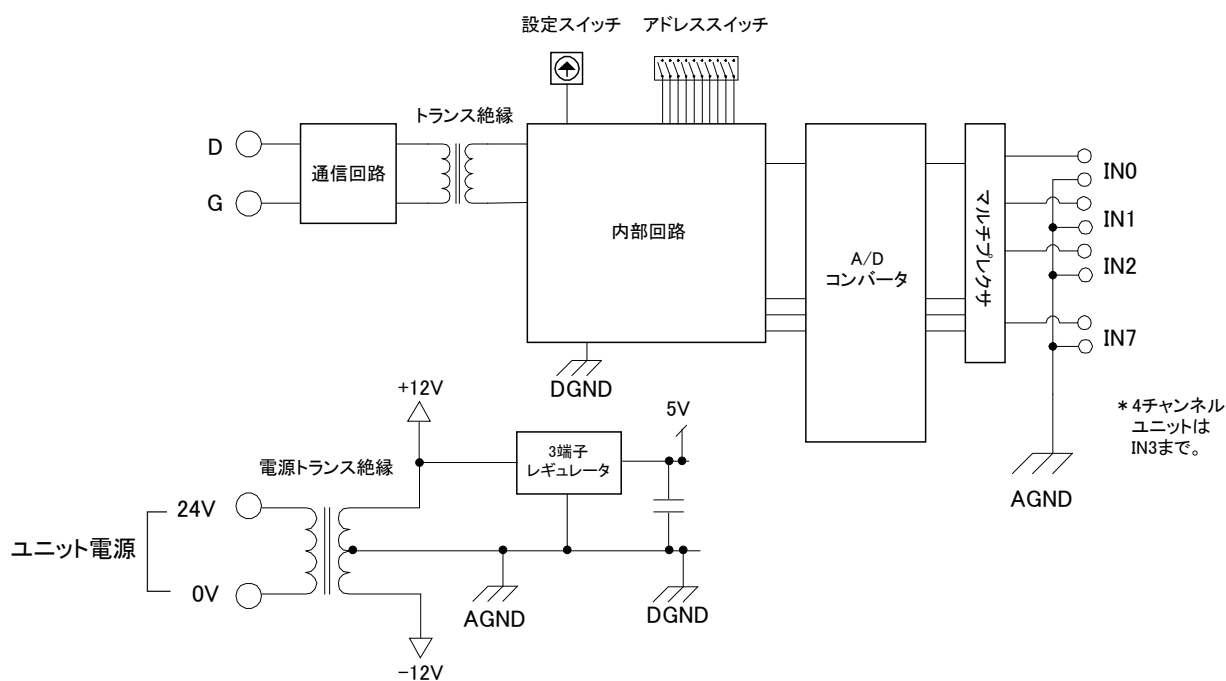 設定スイッチ
アドレススイッチ
トランス絶縁
D
G
通信回路
内部回路
A/D
コンバータ
マルチプレクサ
IN0
IN1
IN2
IN7
DGND
+12V
5V
3端子
レギュレータ
*4チャンネル
ユニットは
IN3まで。
AGND
電源トランス絶縁
24V
ユニット電源
0V
AGND
DGND
-12V